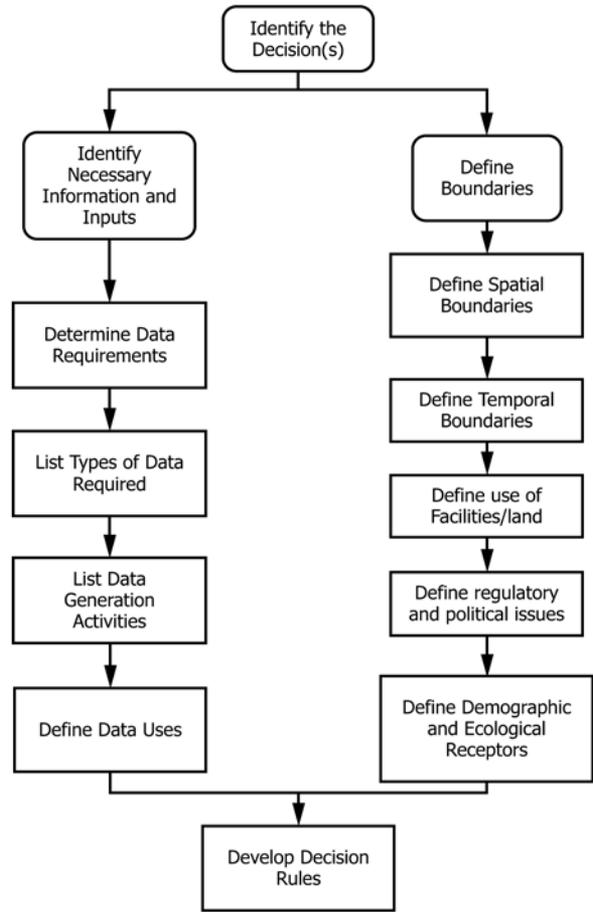 Identify the
Decision(s)
Identify
Necessary
Information and
Inputs
Determine Data
Requirements
List Types of Data
Required
List Data
Generation
Activities
Define Data Uses
Define
Boundaries
Define Spatial
Boundaries
Define Temporal
Boundaries
Define use of
Facilities/land
Define regulatory
and political issues
Define Demographic
and Ecological
Receptors
Develop Decision
Rules